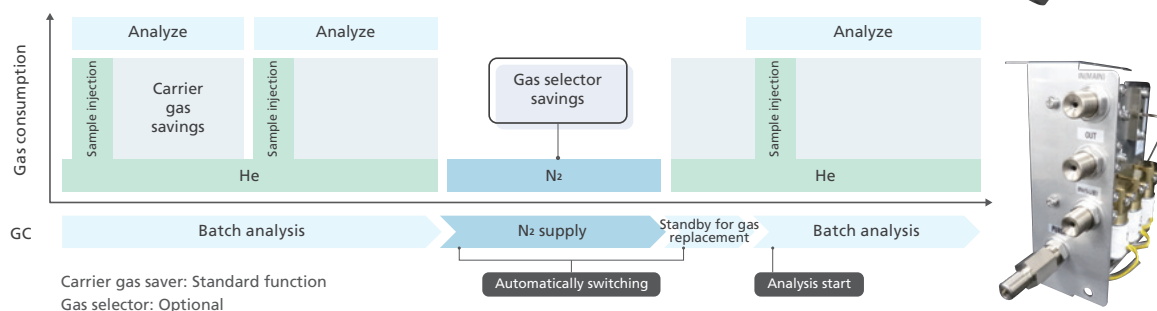 Analyze
Analyze
Analyze
Gas consumption
Sample injection
Carrier
gas
savings
Sample injection
Gas selector
savings
Sample injection
He
N2
He
GC
Batch analysis
N2 supply
Standby for gas
replacement
Batch analysis
Automatically switching
Analysis start
Carrier gas saver: Standard function
Gas selector: Optional
OUT